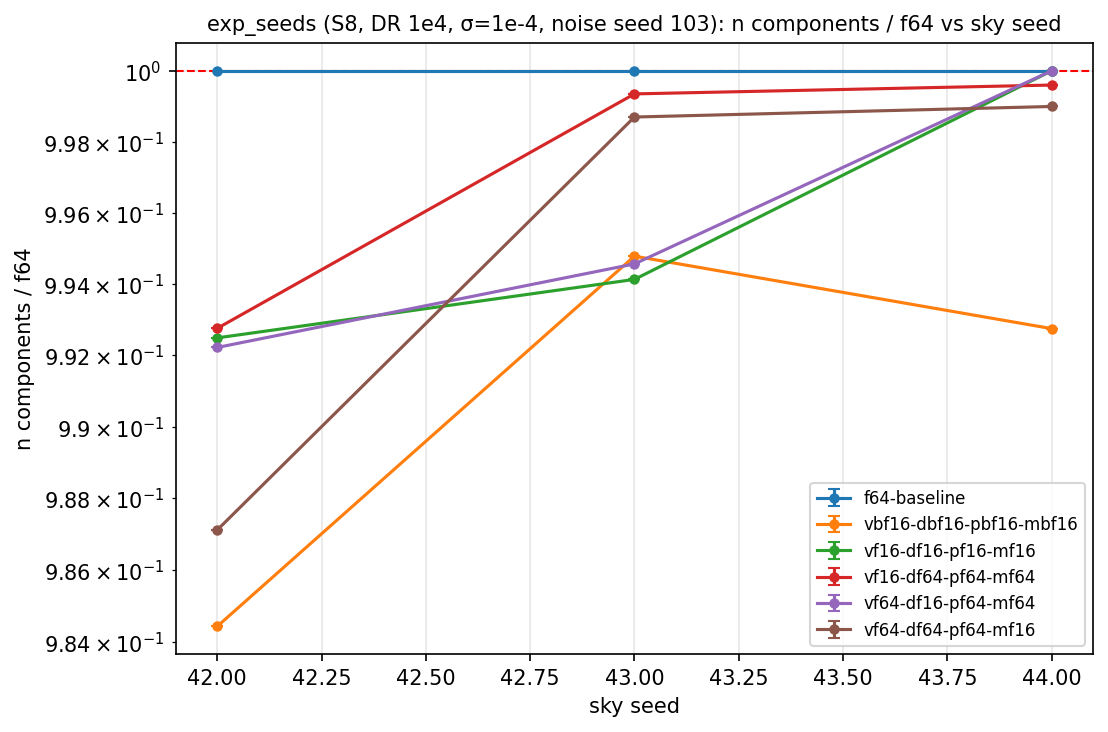 exp_seeds (S8, DR 1e4, σ=1e-4, noise seed 103): n components / f64 vs sky seed
n components / f64
10⁰
9.98 × 10⁻¹
9.96 × 10⁻¹
9.94 × 10⁻¹
9.92 × 10⁻¹
9.9 × 10⁻¹
9.88 × 10⁻¹
9.86 × 10⁻¹
9.84 × 10⁻¹
f64-baseline
vbf16-dbf16-pbf16-mbf16
vf16-df16-pf16-mf16
vf16-df64-pf64-mf64
vf64-df16-pf64-mf64
vf64-df64-pf64-mf16
42.00 42.25 42.50 42.75 43.00 43.25 43.50 43.75 44.00
sky seed